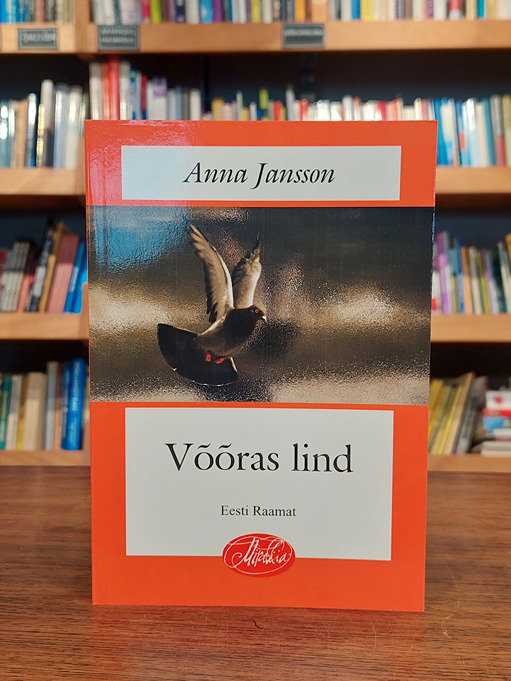 Anna Jansson
Võõras lind
Eesti Raamat